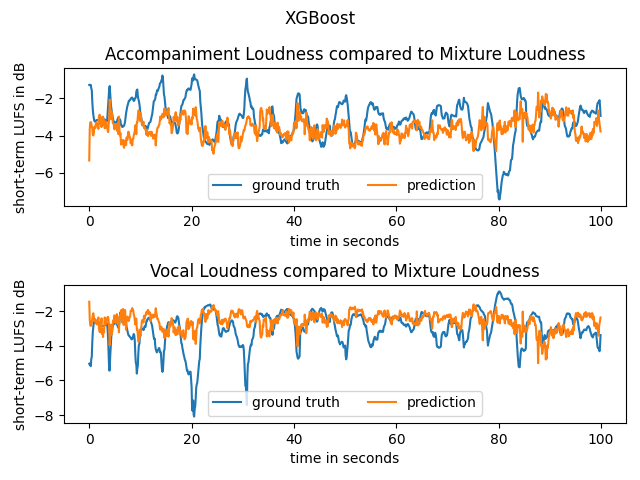 XGBoost
Accompaniment Loudness compared to Mixture Loudness
short-term LUFS in dB
−2
−4
−6
ground truth
prediction
0 20 40 60 80 100
time in seconds
Vocal Loudness compared to Mixture Loudness
short-term LUFS in dB
−2
−4
−6
−8
ground truth
prediction
0 20 40 60 80 100
time in seconds